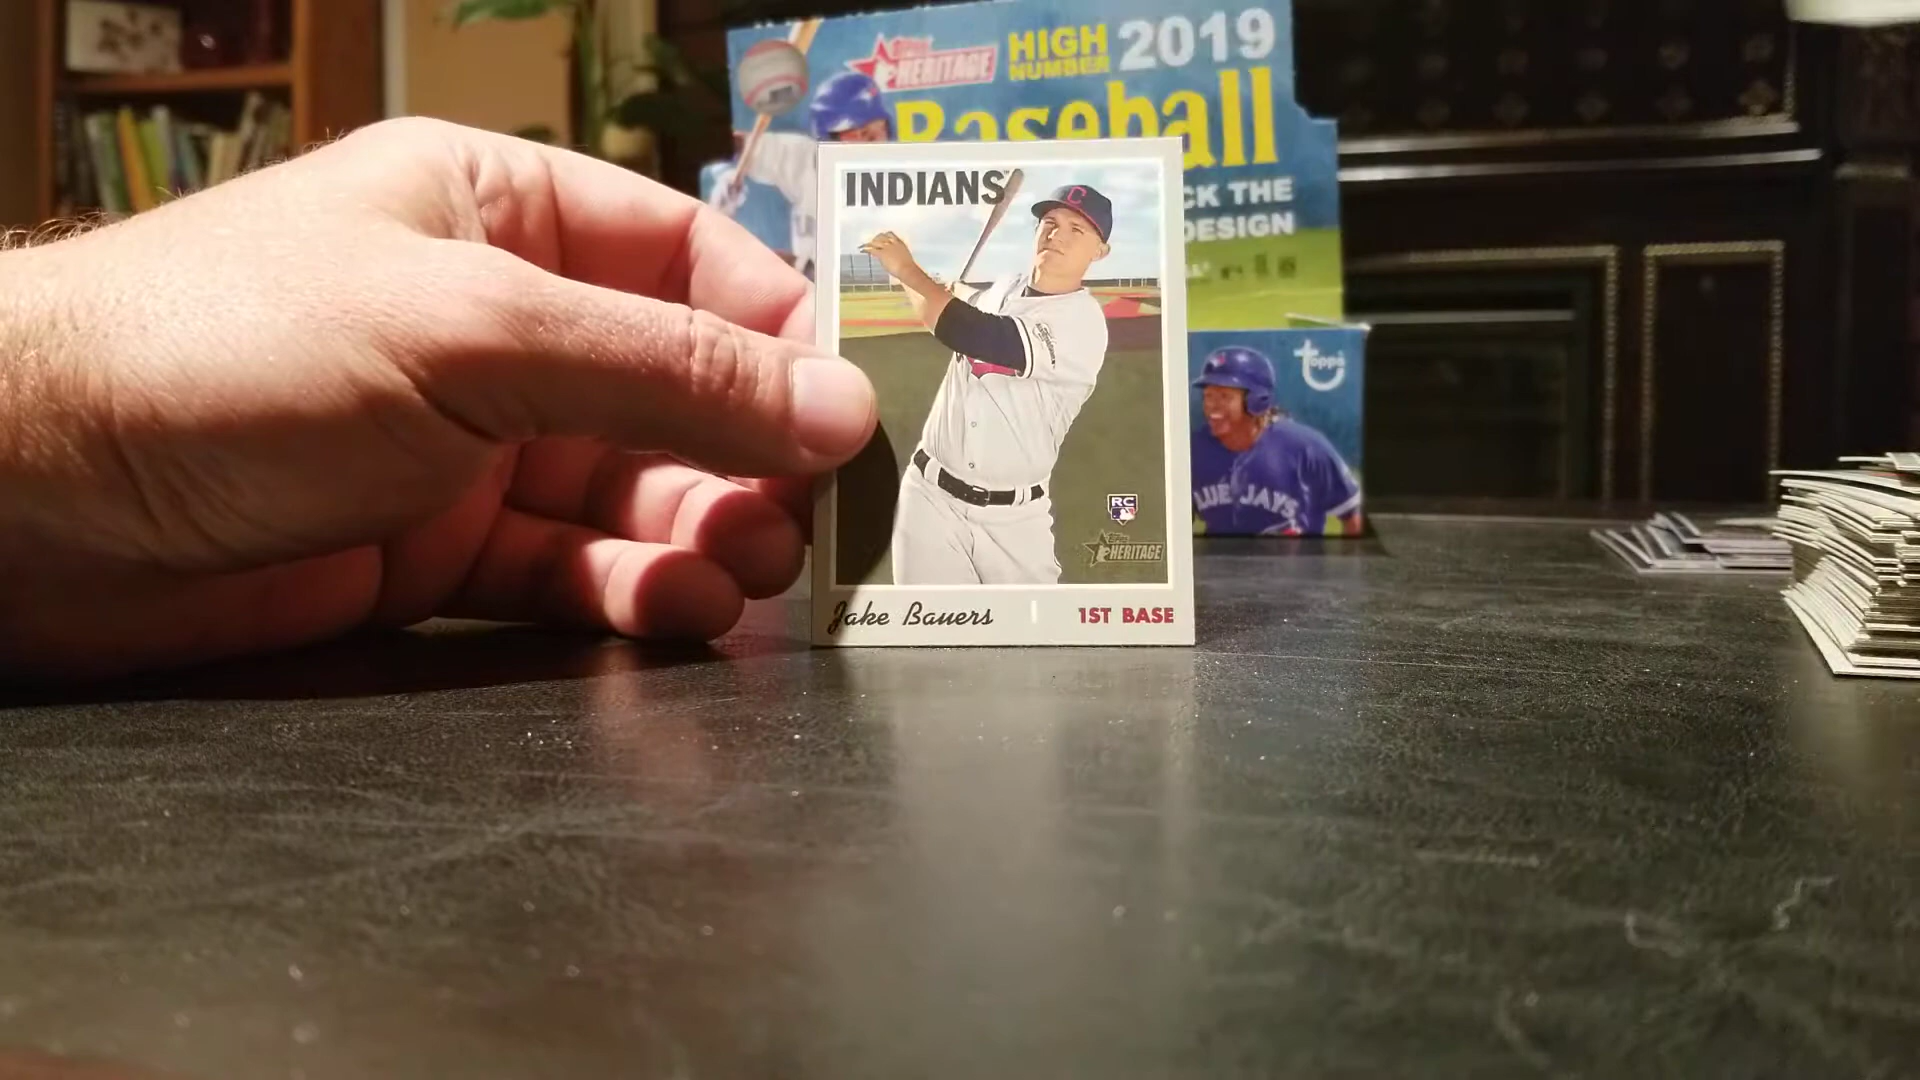 Topps HERITAGE
HIGH NUMBER
2019
Baseball
CK THE
DESIGN
INDIANS
C
RC
Topps HERITAGE
Jake Bauers
1ST BASE
topps
LUE JAYS